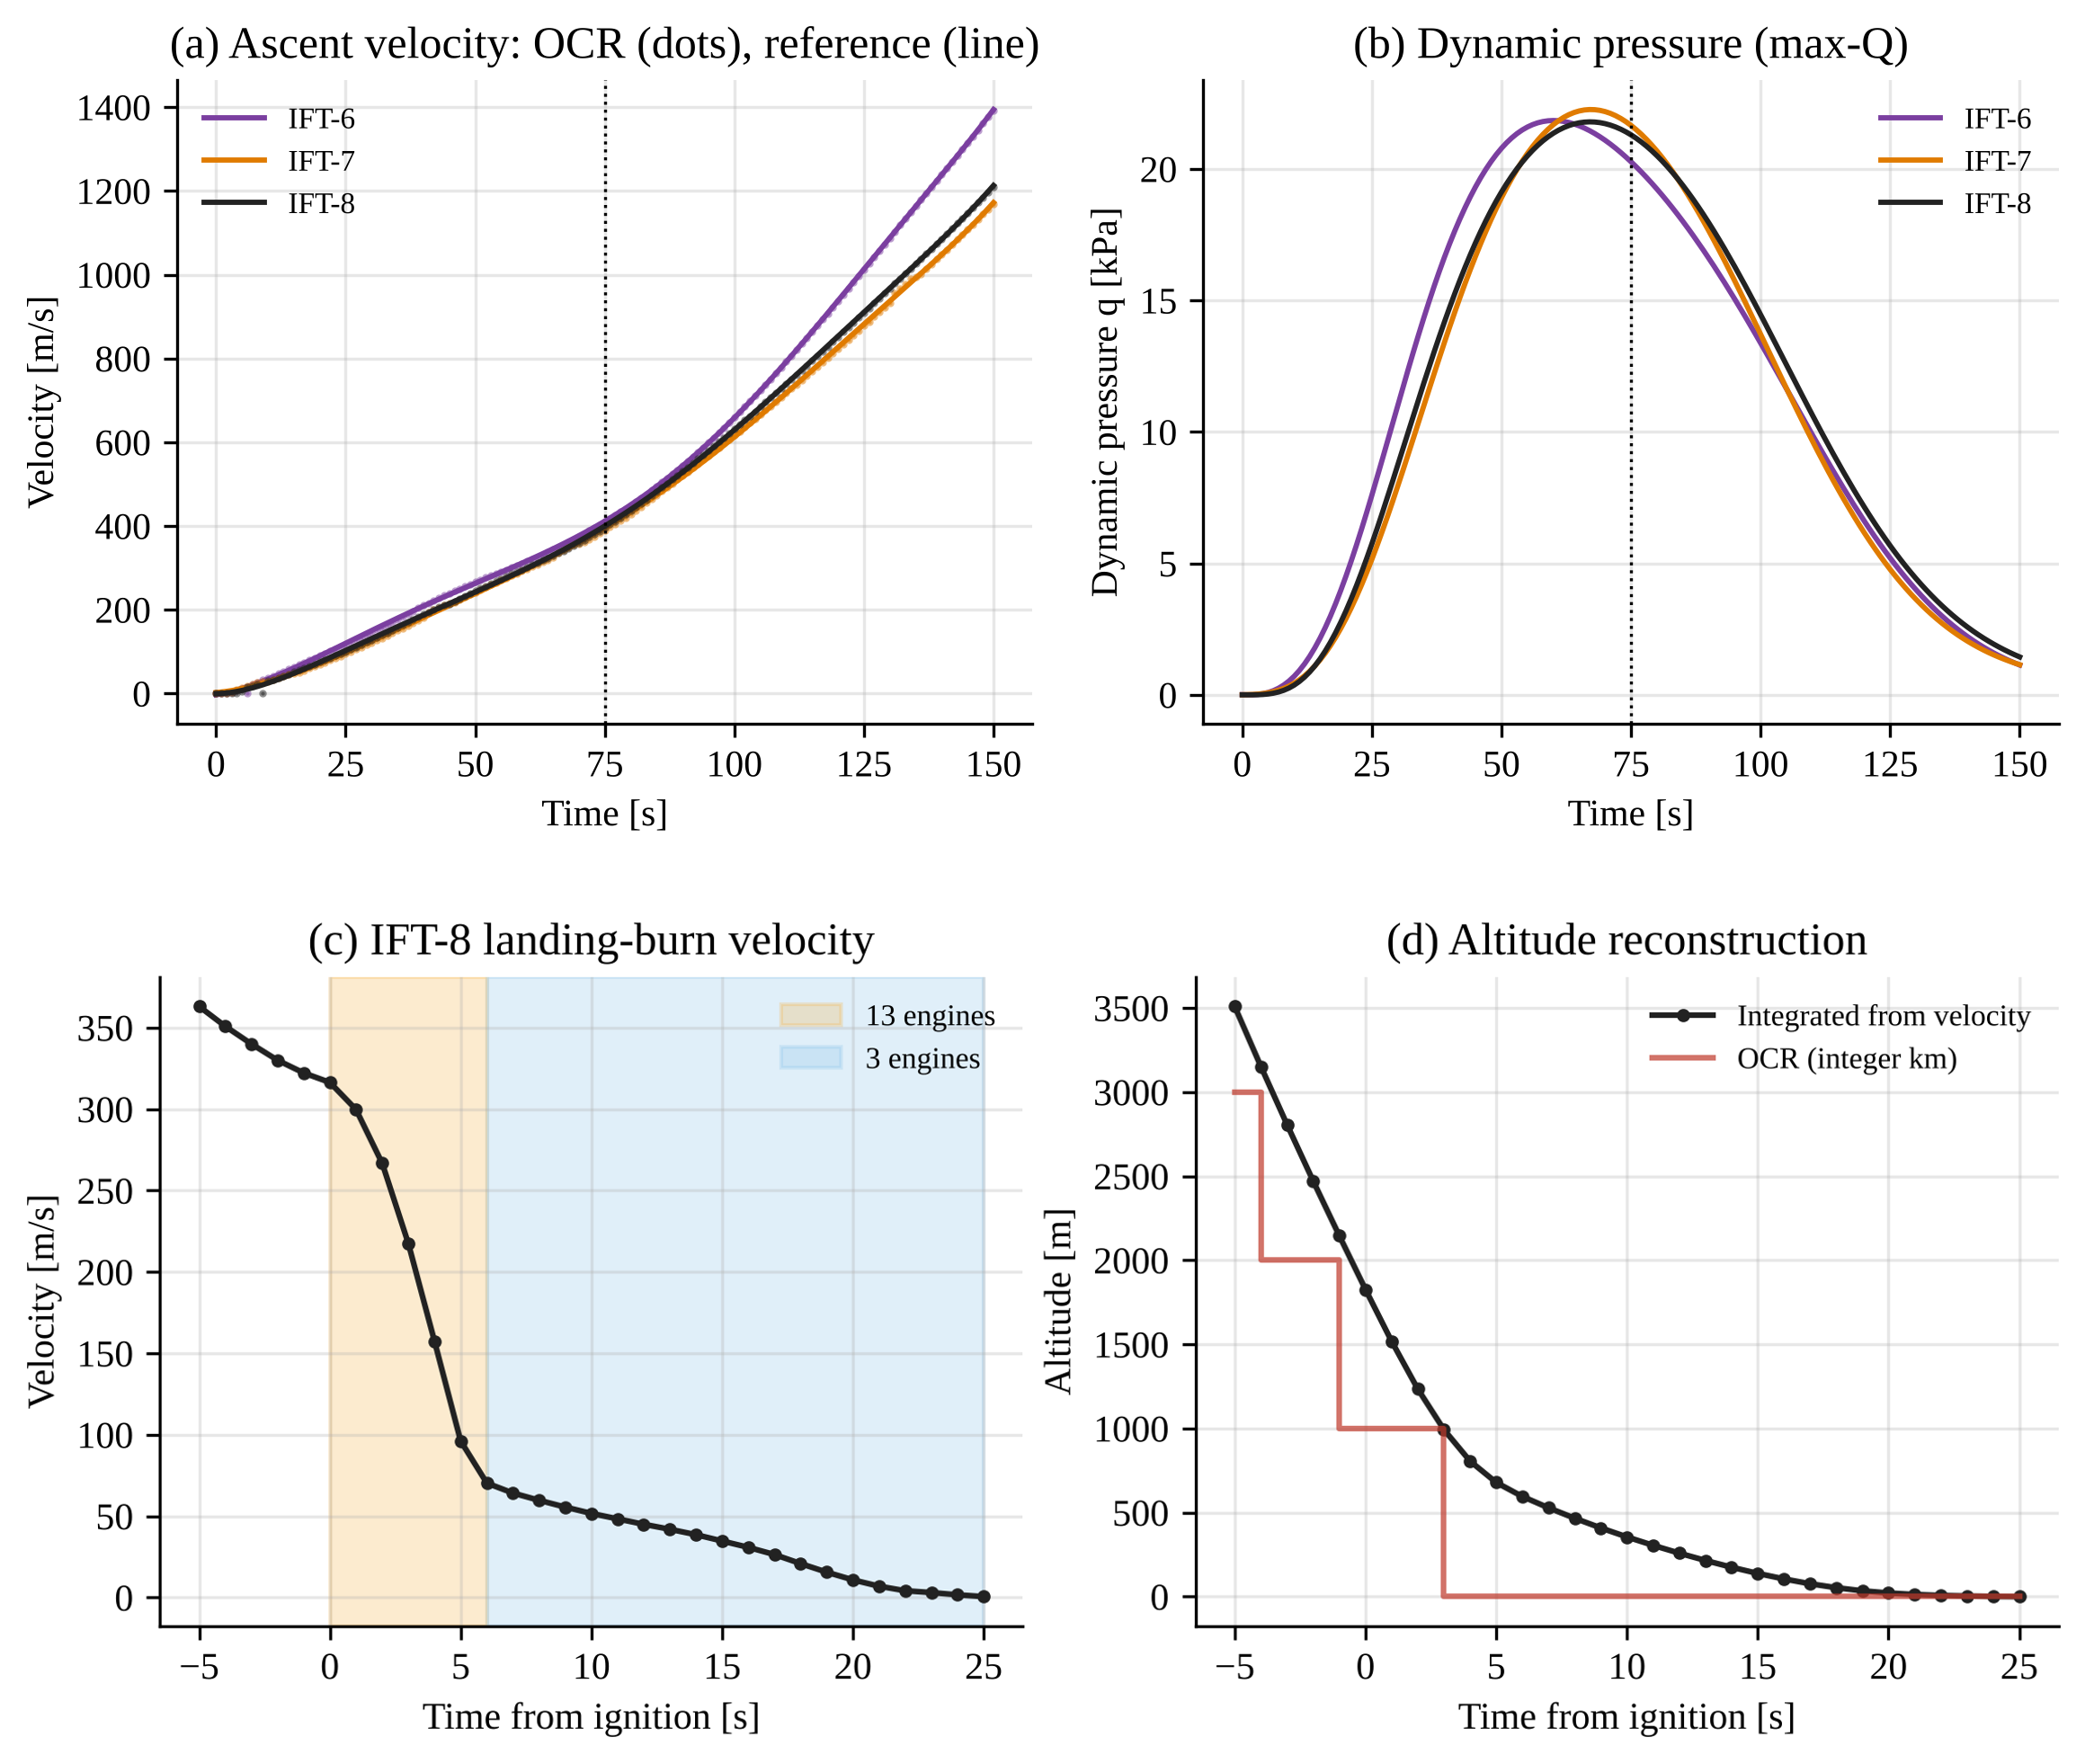 (a) Ascent velocity: OCR (dots), reference (line)
1400
1200
1000
800
600
400
200
0
Velocity [m/s]
IFT-6
IFT-7
IFT-8
0 25 50 75 100 125 150
Time [s]
(b) Dynamic pressure (max-Q)
20
15
10
5
0
Dynamic pressure q [kPa]
IFT-6
IFT-7
IFT-8
0 25 50 75 100 125 150
Time [s]
(c) IFT-8 landing-burn velocity
350
300
250
200
150
100
50
0
Velocity [m/s]
13 engines
3 engines
−5 0 5 10 15 20 25
Time from ignition [s]
(d) Altitude reconstruction
3500
3000
2500
2000
1500
1000
500
0
Altitude [m]
Integrated from velocity
OCR (integer km)
−5 0 5 10 15 20 25
Time from ignition [s]